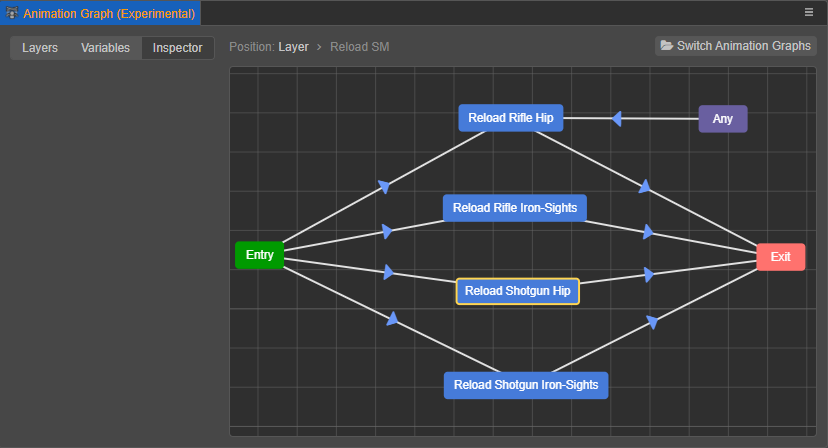 Animation Graph (Experimental)
Layers Variables Inspector
Position: Layer > Reload SM
Switch Animation Graphs
Reload Rifle Hip
Any
Reload Rifle Iron-Sights
Entry
Exit
Reload Shotgun Hip
Reload Shotgun Iron-Sights